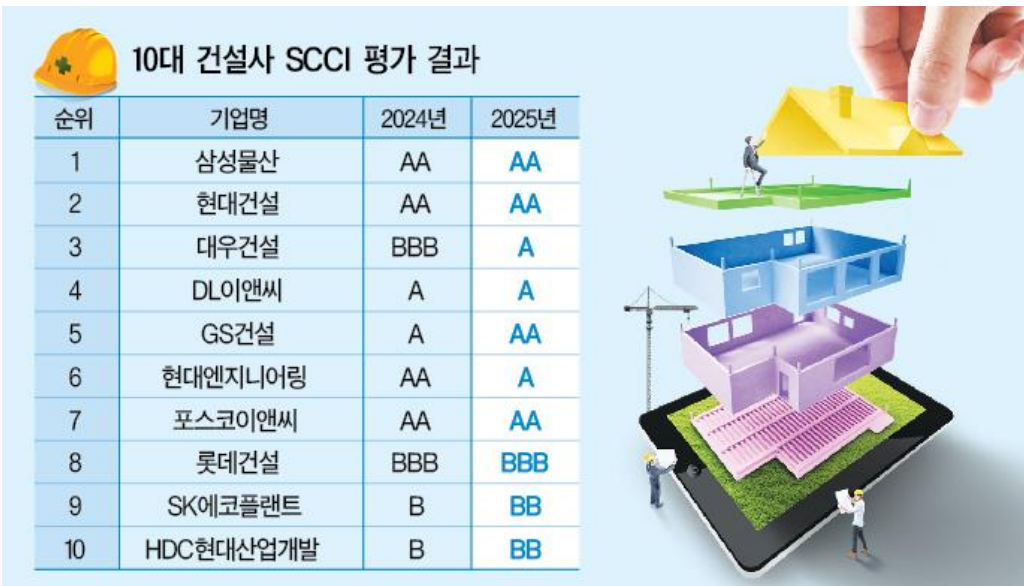 10대 건설사 SCCI 평가 결과
순위 기업명 2024년 2025년
1 삼성물산 AA AA
2 현대건설 AA AA
3 대우건설 BBB A
4 DL이앤씨 A A
5 GS건설 A AA
6 현대엔지니어링 AA A
7 포스코이앤씨 AA AA
8 롯데건설 BBB BBB
9 SK에코플랜트 B BB
10 HDC현대산업개발 B BB